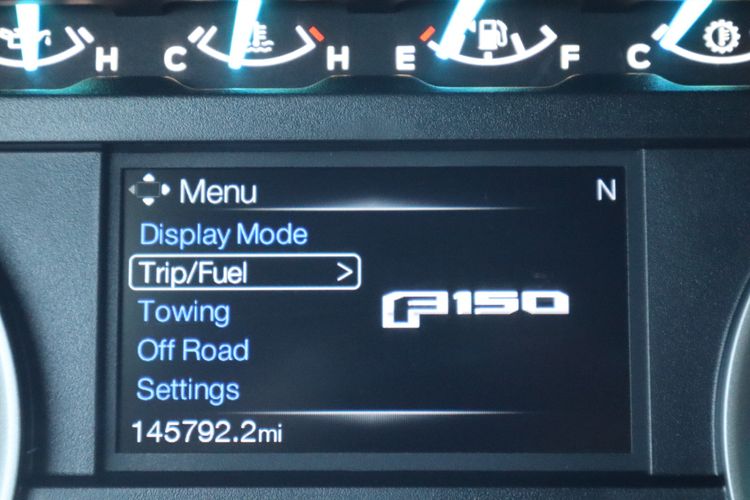 H C H E F C
Menu N
Display Mode
Trip/Fuel >
Towing
F150
Off Road
Settings
145792.2mi